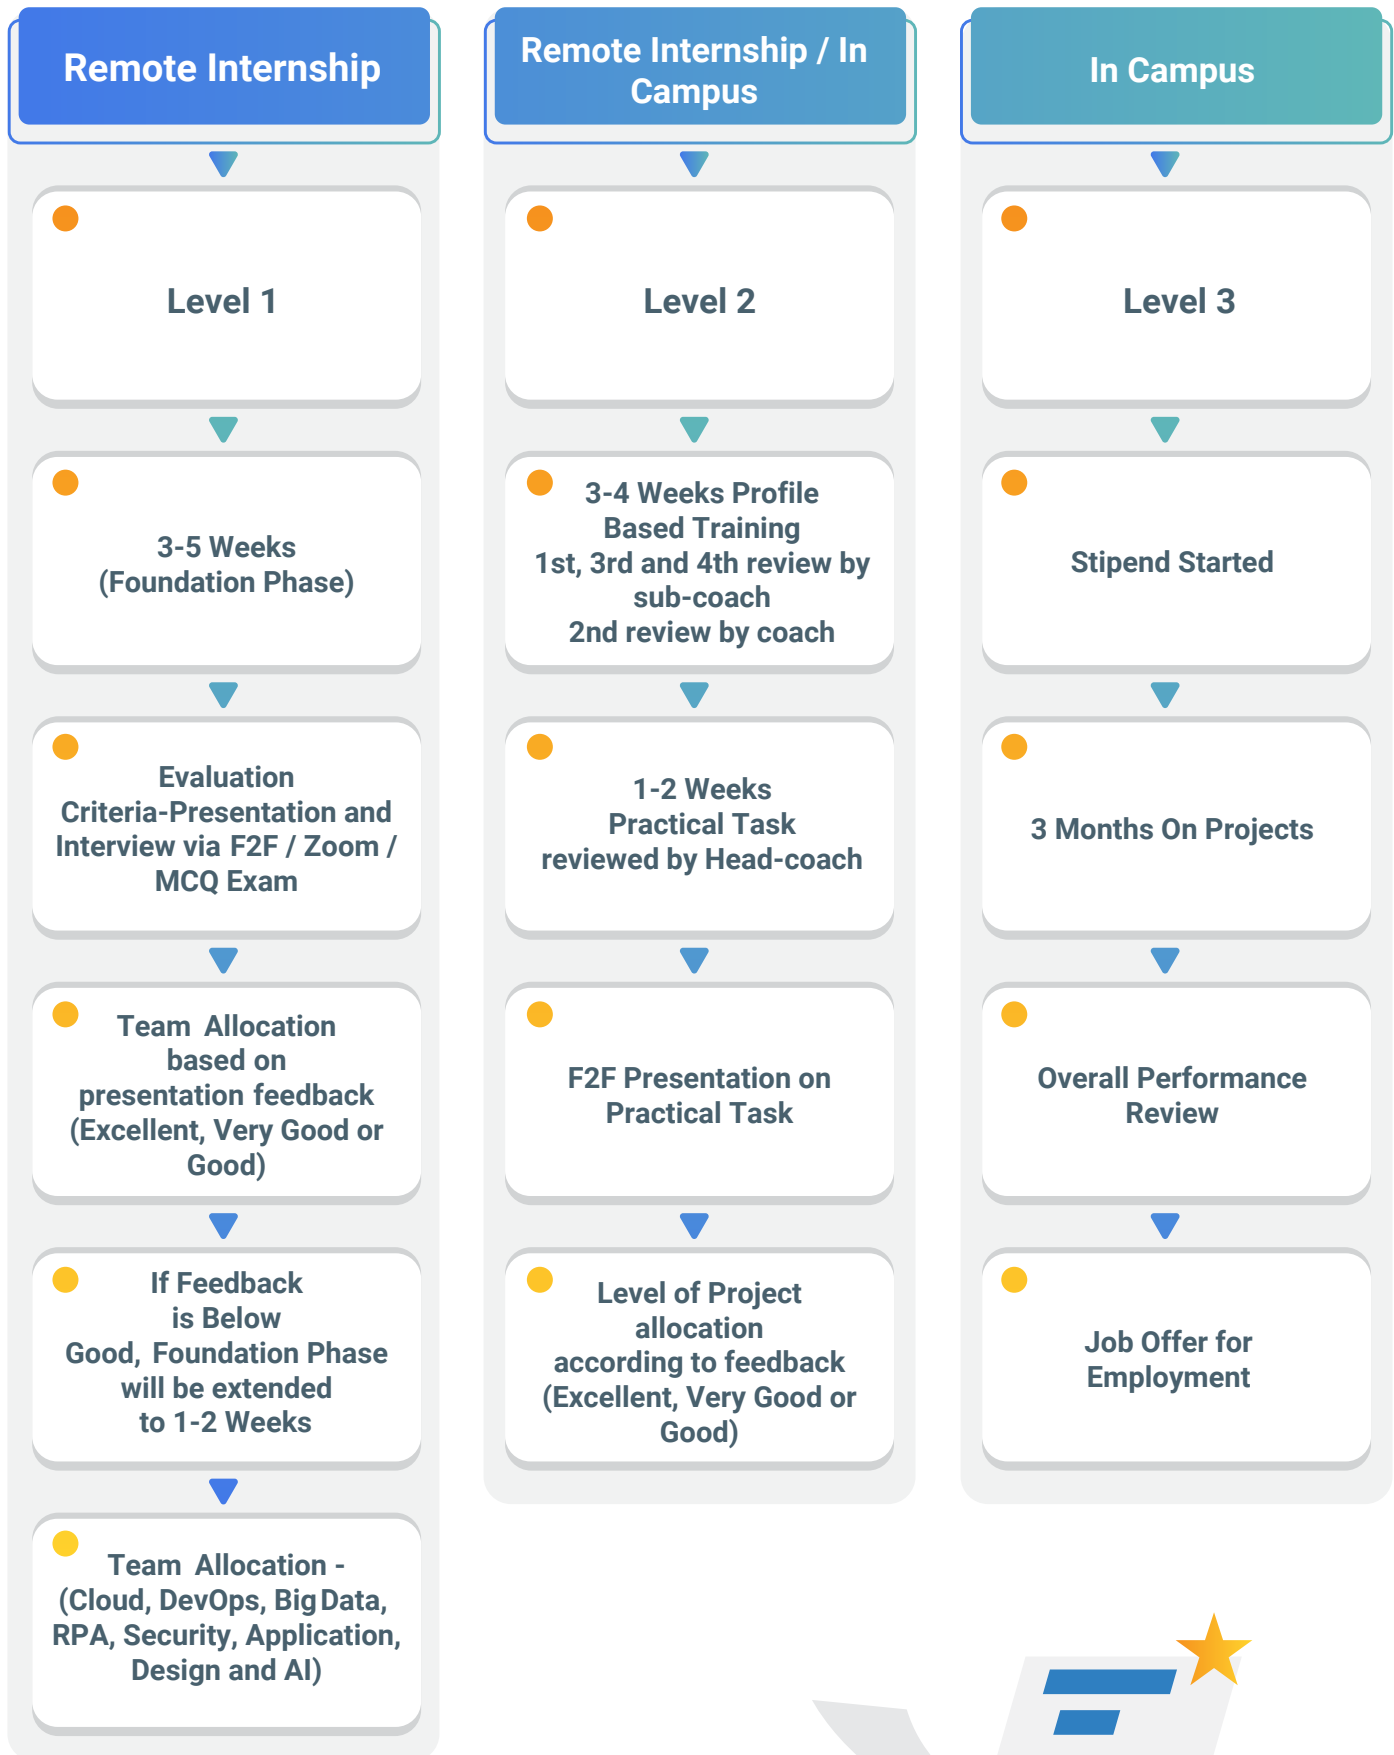 Remote Internship
Level 1
3-5 Weeks
(Foundation Phase)
Evaluation
Criteria-Presentation and
Interview via F2F / Zoom /
MCQ Exam
Team Allocation
based on
presentation feedback
(Excellent, Very Good or
Good)
If Feedback
is Below
Good, Foundation Phase
will be extended
to 1-2 Weeks
Team Allocation -
(Cloud, DevOps, Big Data,
RPA, Security, Application,
Design and AI)
Remote Internship / In
Campus
Level 2
3-4 Weeks Profile
Based Training
1st, 3rd and 4th review by
sub-coach
2nd review by coach
1-2 Weeks
Practical Task
reviewed by Head-coach
F2F Presentation on
Practical Task
Level of Project
allocation
according to feedback
(Excellent, Very Good or
Good)
In Campus
Level 3
Stipend Started
3 Months On Projects
Overall Performance
Review
Job Offer for
Employment